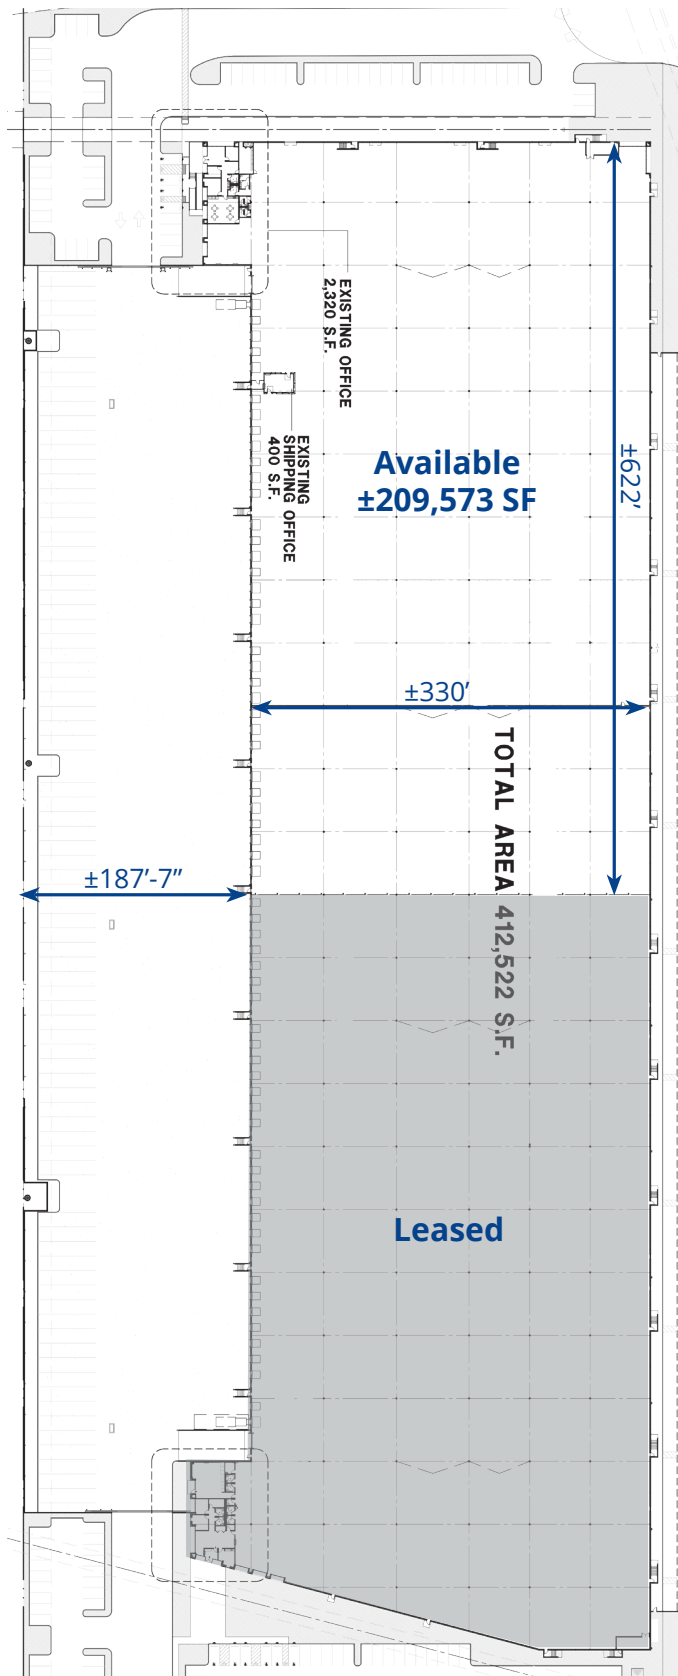 EXISTING OFFICE
2,320 S.F.
EXISTING
SHIPPING OFFICE
400 S.F.
Available
±209,573 SF
±622’
±330’
TOTAL AREA 412,522 S.F.
±187’-7”
Leased